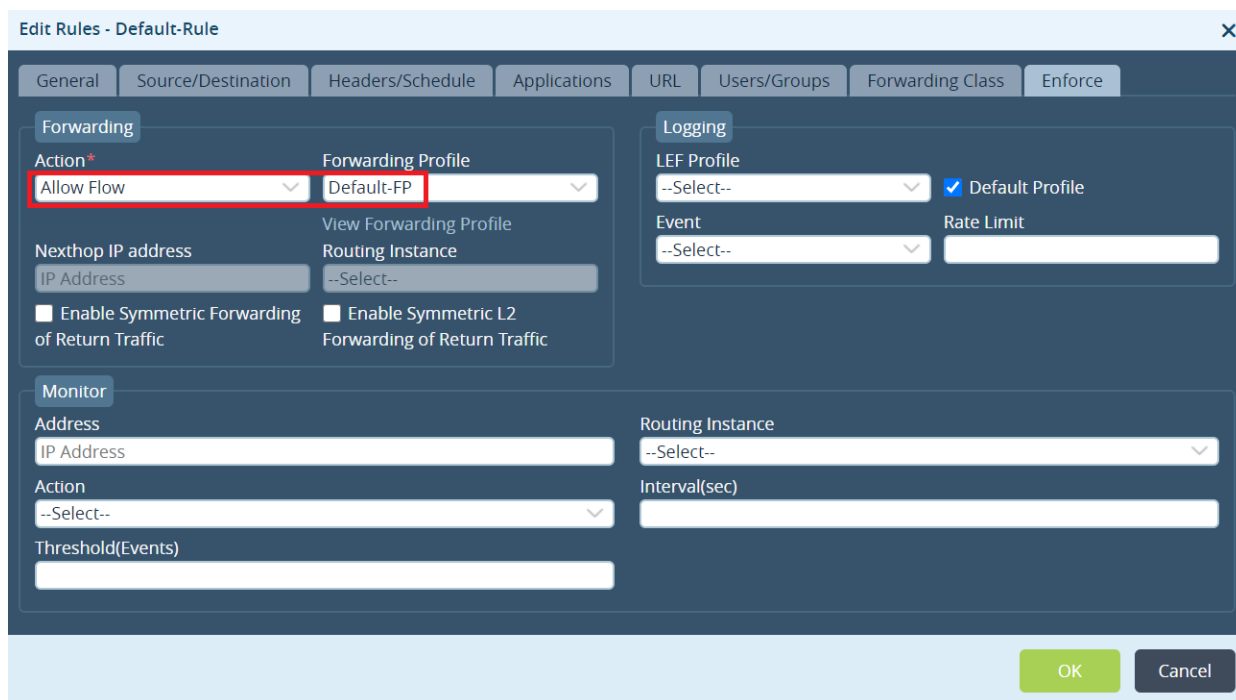 Edit Rules - Default-Rule
General Source/Destination Headers/Schedule Applications URL Users/Groups Forwarding Class Enforce
Forwarding
Action* Forwarding Profile
Allow Flow Default-FP
View Forwarding Profile
Nexthop IP address Routing Instance
IP Address --Select--
Enable Symmetric Forwarding
of Return Traffic
Enable Symmetric L2
Forwarding of Return Traffic
Logging
LEF Profile
--Select-- Default Profile
Event Rate Limit
--Select--
Monitor
Address Routing Instance
IP Address --Select--
Action Interval(sec)
--Select--
Threshold(Events)
OK Cancel